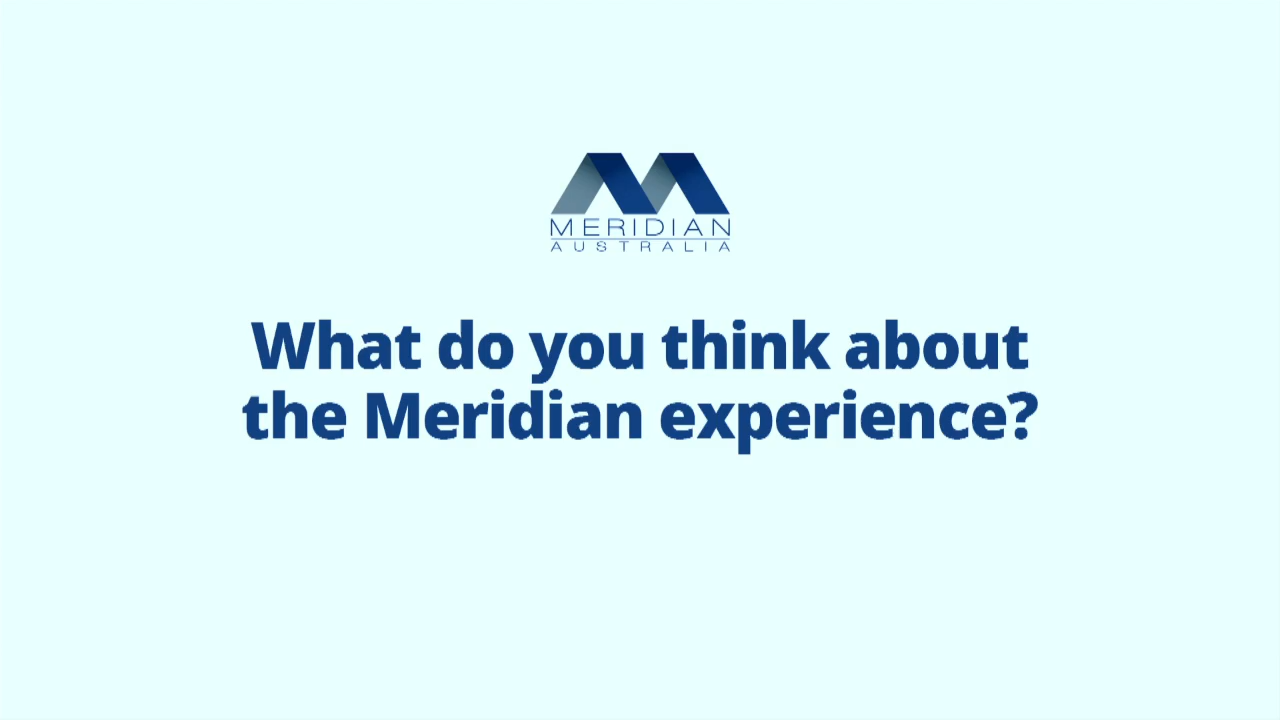 MERIDIAN
AUSTRALIA
What do you think about
the Meridian experience?